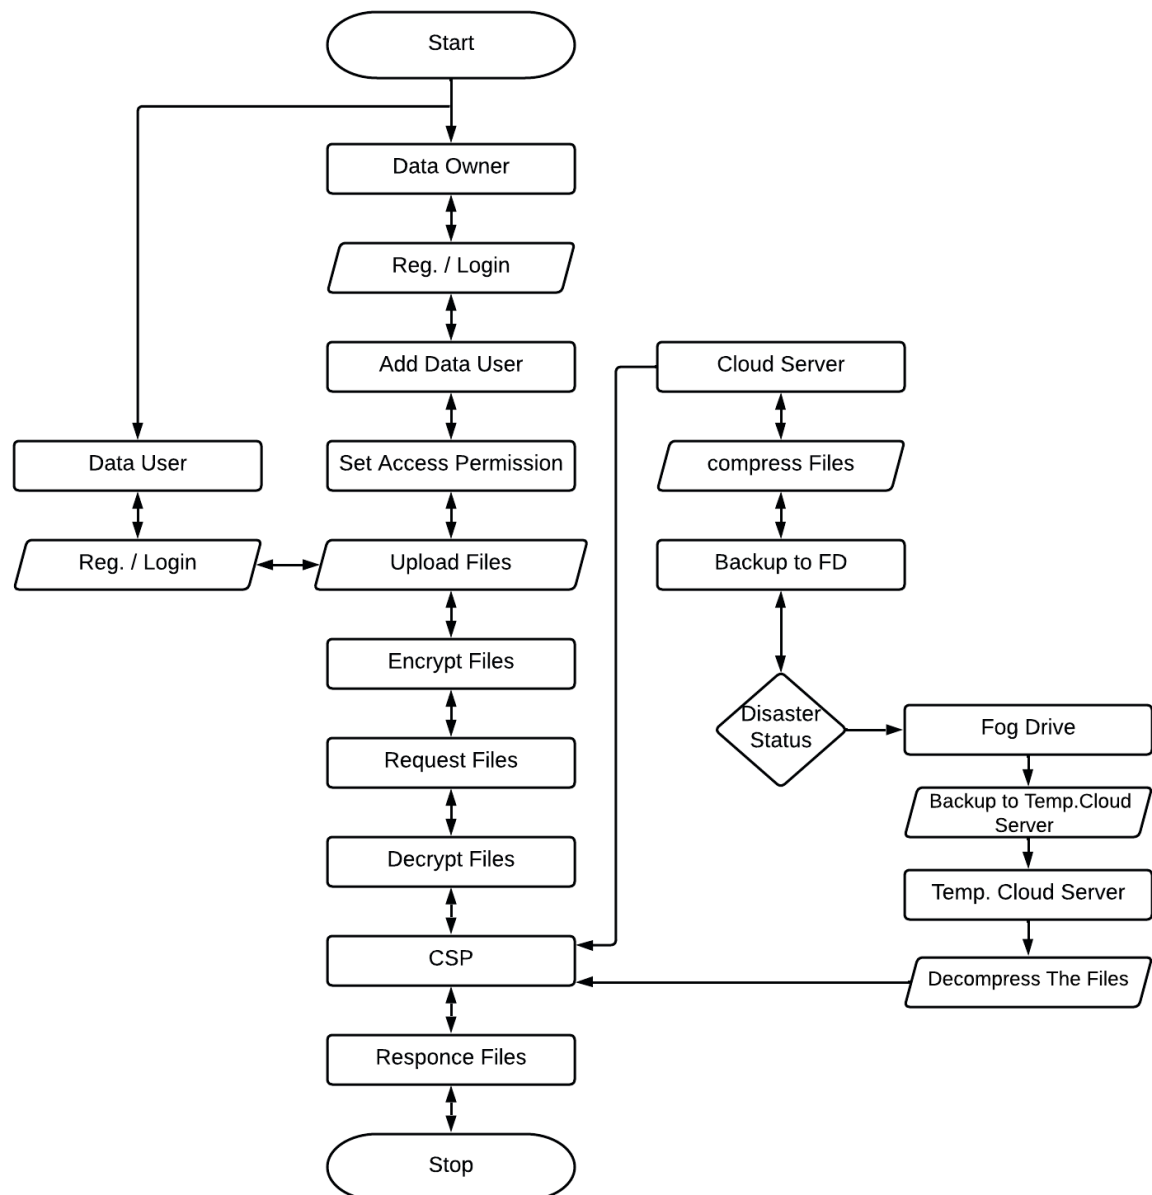 Start
Data Owner
Reg. / Login
Add Data User
Cloud Server
Data User
Set Access Permission
compress Files
Reg. / Login
Upload Files
Backup to FD
Encrypt Files
Disaster
Status
Fog Drive
Request Files
Backup to Temp.Cloud
Server
Decrypt Files
Temp. Cloud Server
CSP
Decompress The Files
Responce Files
Stop